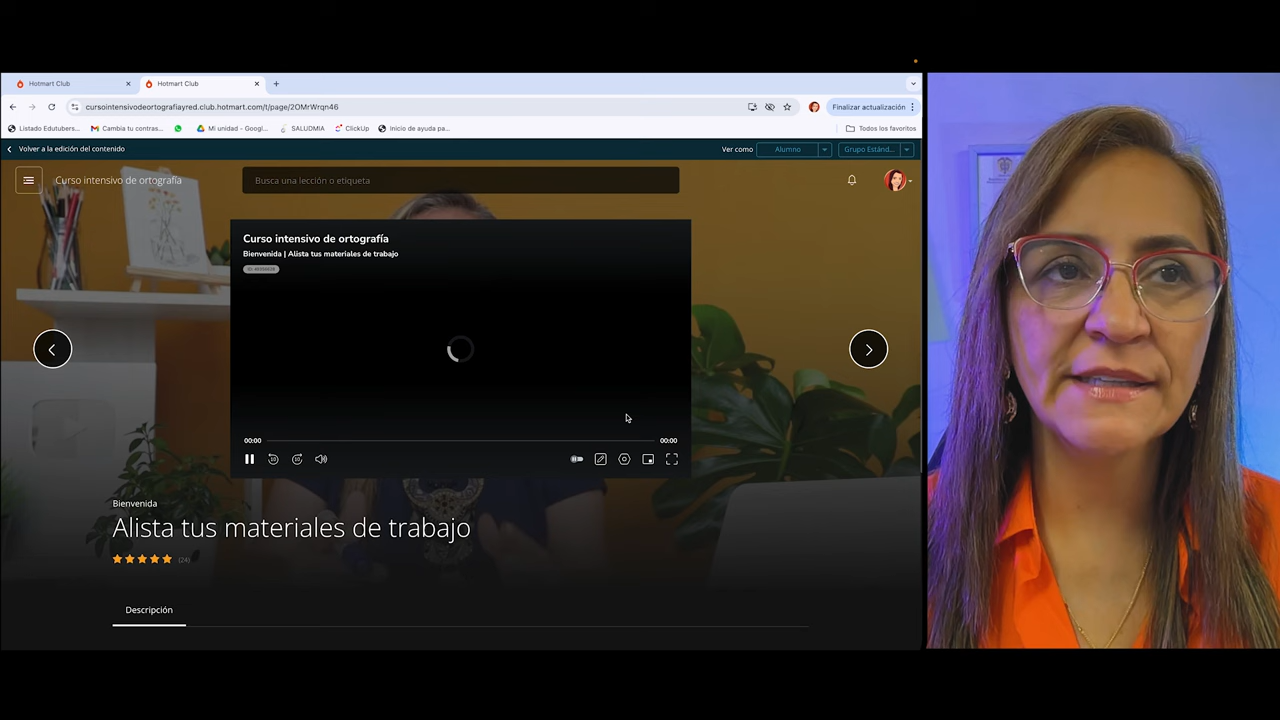 Hotmart Club
Hotmart Club
cursointensivodeortografiayred.club.hotmart.com/t/page/2OMrWrqn46
Finalizar actualización
Listado Edutubers...
Cambia tu contras...
Mi unidad - Googl...
SALUDMIA
ClickUp
Inicio de ayuda pa...
Todos los favoritos
Volver a la edición del contenido
Ver como
Alumno
Grupo Estánd...
Curso intensivo de ortografía
Busca una lección o etiqueta
Curso intensivo de ortografía
Bienvenida | Alista tus materiales de trabajo
00:00
00:00
10
10
Bienvenida
Alista tus materiales de trabajo
(24)
Descripción